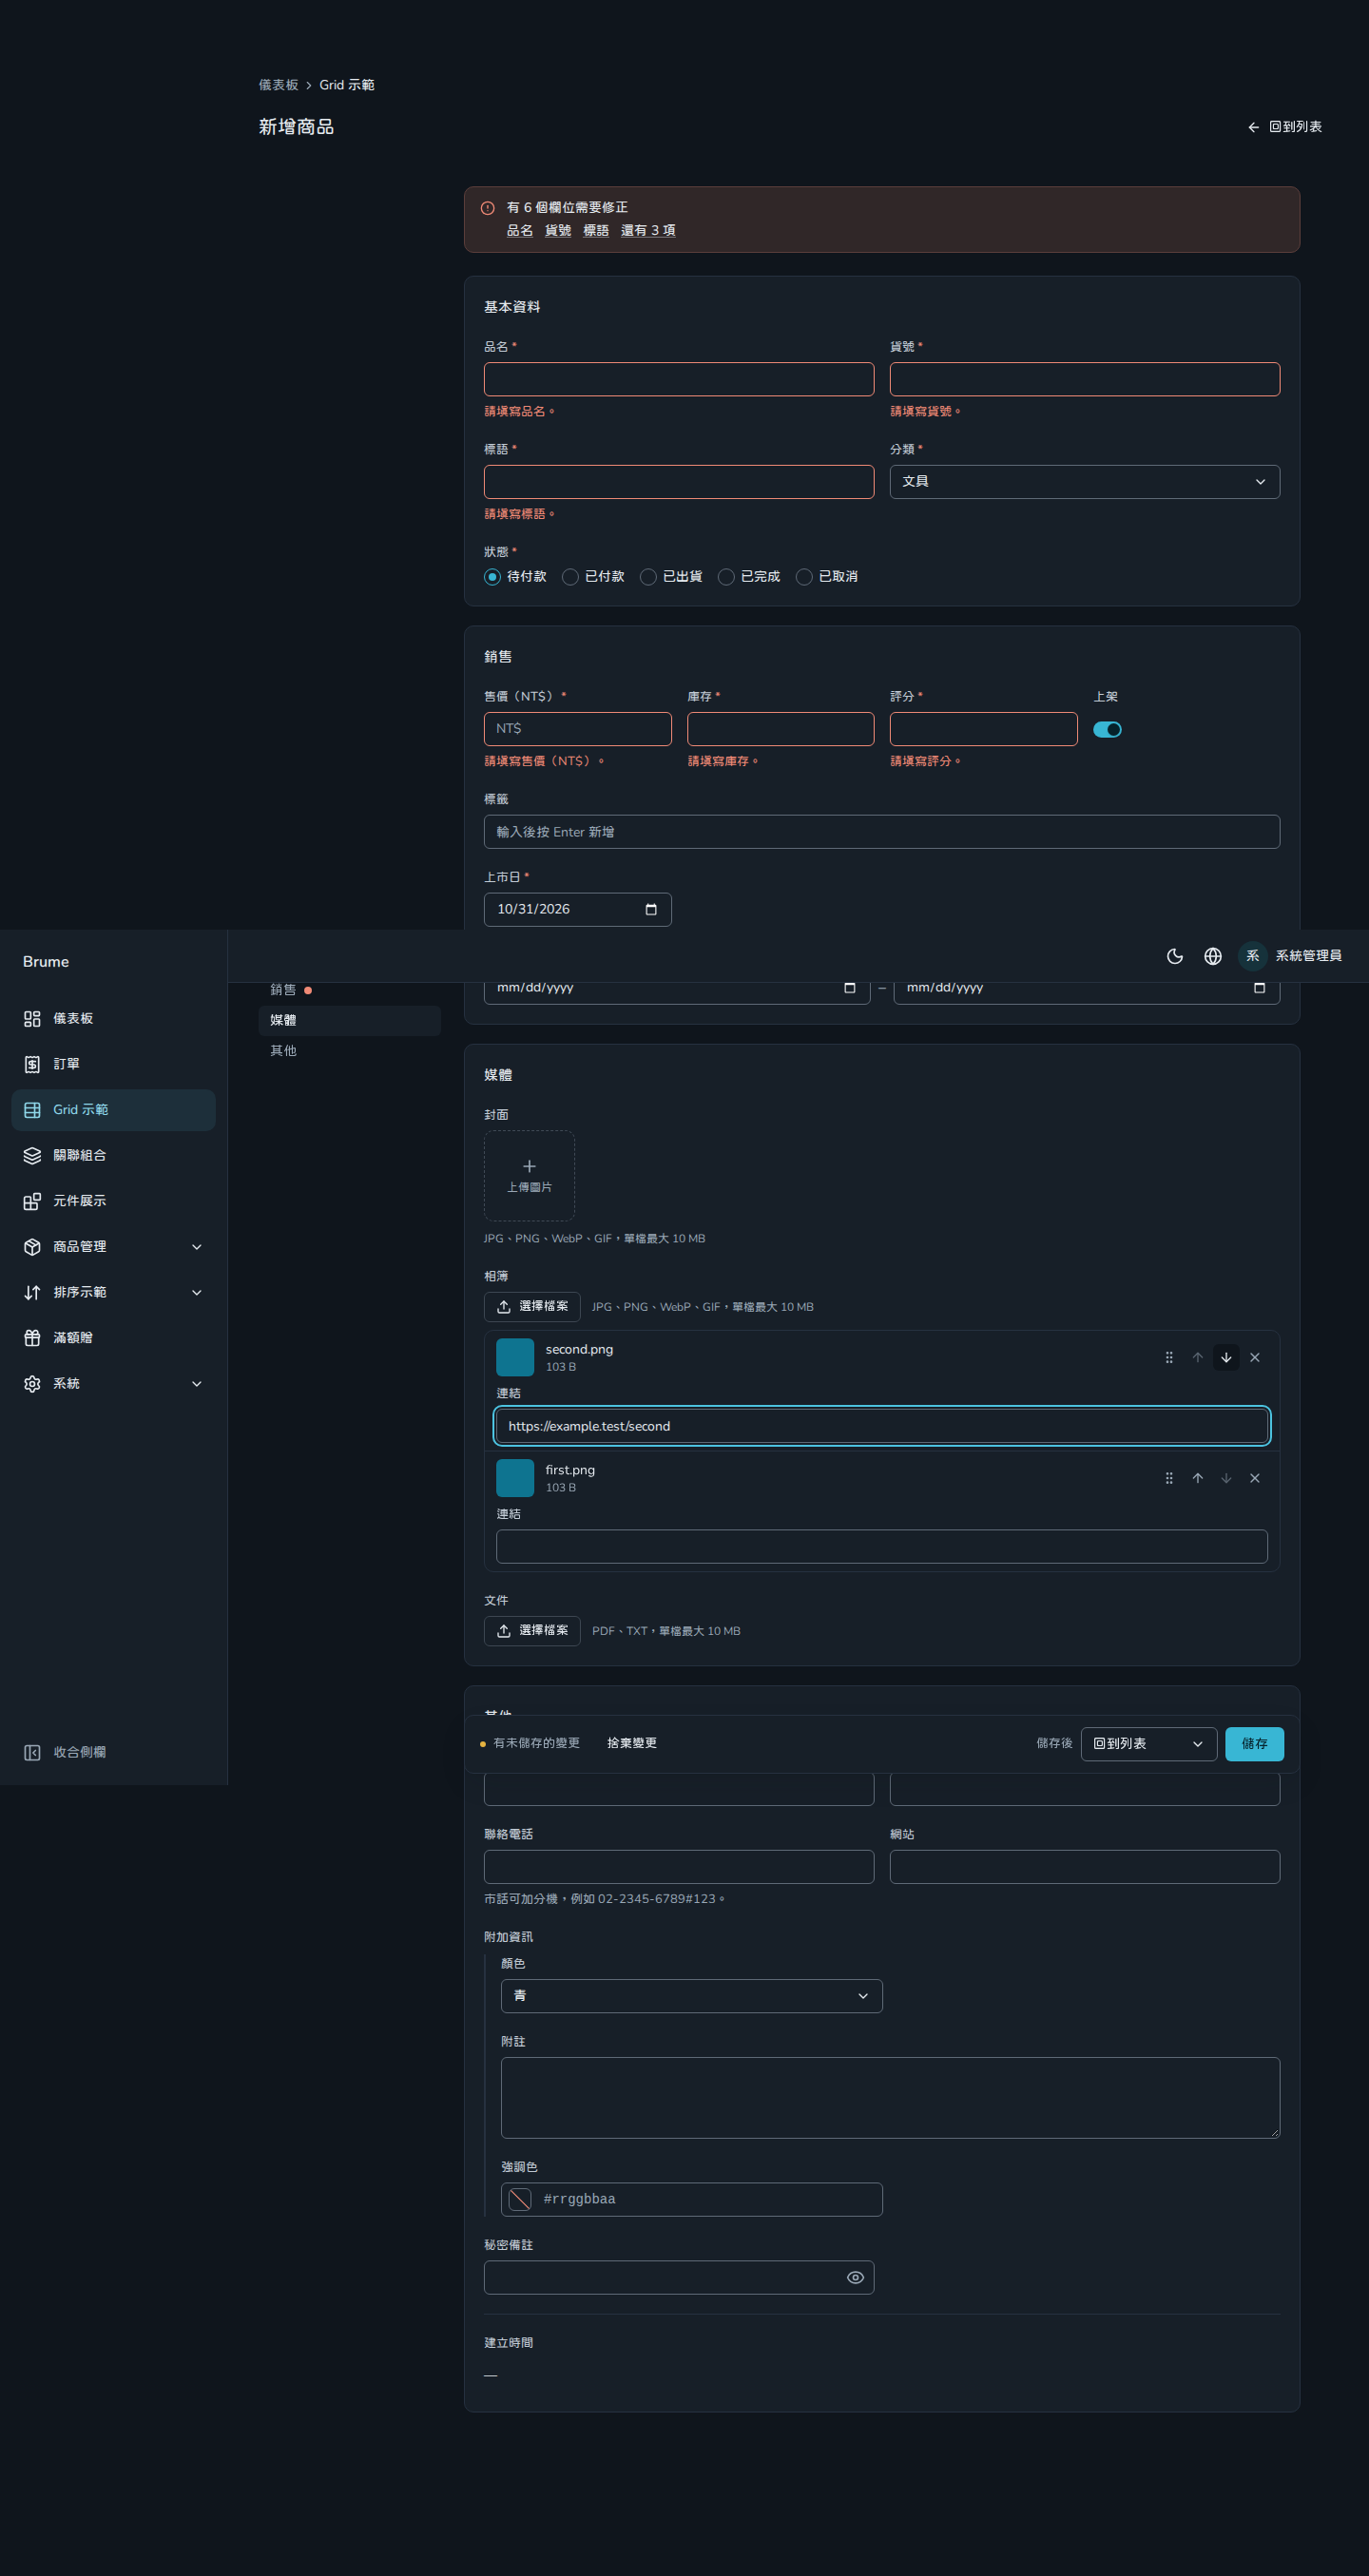 儀表板 > Grid 示範
新增商品
回到列表
有 6 個欄位需要修正
品名 貨號 標語 還有 3 項
基本資料
品名 * 貨號 *
請填寫品名。 請填寫貨號。
標語 * 分類 *
文具
請填寫標語。
狀態 *
待付款 已付款 已出貨 已完成 已取消
銷售
售價（NT$） * 庫存 * 評分 * 上架
NT$
請填寫售價（NT$）。 請填寫庫存。 請填寫評分。
標籤
輸入後按 Enter 新增
上市日 *
10/31/2026
Brume
系 系統管理員
銷售
媒體
其他
mm/dd/yyyy – mm/dd/yyyy
儀表板
訂單
Grid 示範
關聯組合
元件展示
商品管理
排序示範
滿額贈
系統
收合側欄
媒體
封面
上傳圖片
JPG、PNG、WebP、GIF，單檔最大 10 MB
相簿
選擇檔案 JPG、PNG、WebP、GIF，單檔最大 10 MB
second.png
103 B
連結
https://example.test/second
first.png
103 B
連結
文件
選擇檔案 PDF、TXT，單檔最大 10 MB
有未儲存的變更 捨棄變更 儲存後 回到列表 儲存
聯絡電話 網站
市話可加分機，例如 02-2345-6789#123。
附加資訊
顏色
青
附註
強調色
#rrggbbaa
秘密備註
建立時間
—